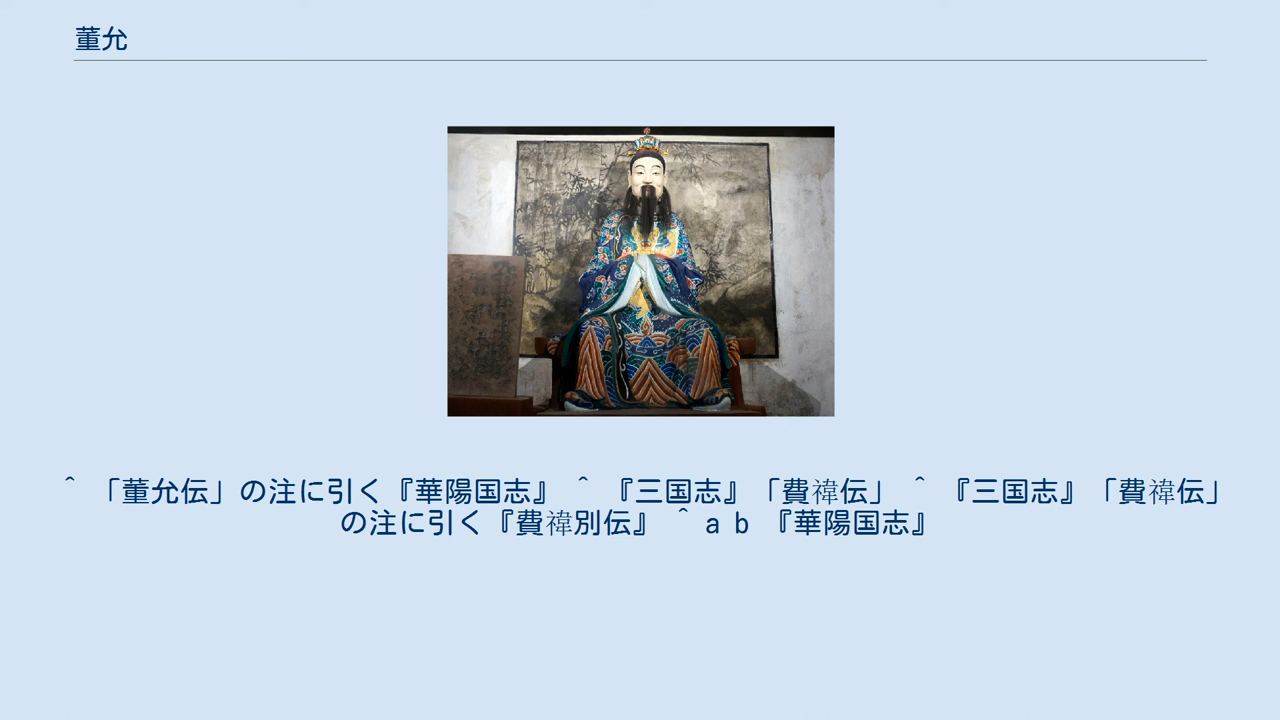 董允
^ 「董允伝」の注に引く『華陽国志』 ^ 『三国志』「費禕伝」 ^ 『三国志』「費禕伝」
の注に引く『費禕別伝』 ^ a b 『華陽国志』